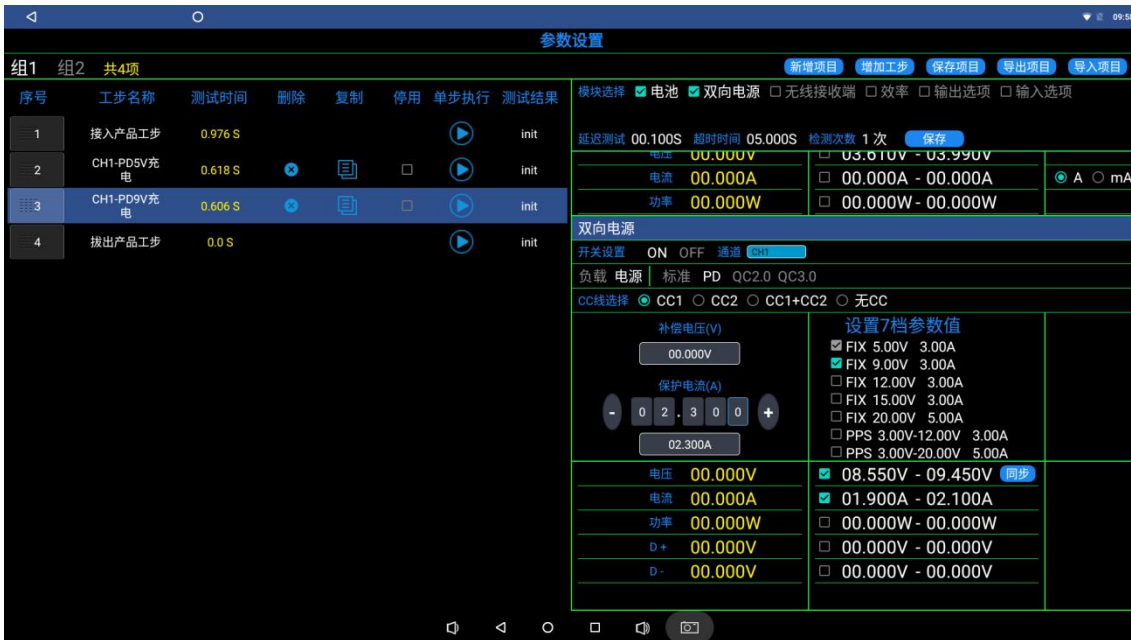 09:58
参数设置
组1 组2 共4项 新增项目 增加工步 保存项目 导出项目 导入项目
序号 工步名称 测试时间 删除 复制 停用 单步执行 测试结果
1 接入产品工步 0.976 S init
2 CH1-PD5V充电 0.618 S init
3 CH1-PD9V充电 0.606 S init
4 拔出产品工步 0.0 S init
模块选择 电池 双向电源 无线接收端 效率 输出选项 输入选项
延迟测试 00.100S 超时时间 05.000S 检测次数 1 次 保存
电压 00.000V 03.610V - 03.990V
电流 00.000A 00.000A - 00.000A A mA
功率 00.000W 00.000W - 00.000W
双向电源
开关设置 ON OFF 通道 CH1
负载 电源 标准 PD QC2.0 QC3.0
CC线选择 CC1 CC2 CC1+CC2 无CC
补偿电压(V)
00.000V
保护电流(A)
- 0 2 . 3 0 0 +
02.300A
设置7档参数值
FIX 5.00V 3.00A
FIX 9.00V 3.00A
FIX 12.00V 3.00A
FIX 15.00V 3.00A
FIX 20.00V 5.00A
PPS 3.00V-12.00V 3.00A
PPS 3.00V-20.00V 5.00A
电压 00.000V 08.550V - 09.450V 同步
电流 00.000A 01.900A - 02.100A
功率 00.000W 00.000W - 00.000W
D + 00.000V 00.000V - 00.000V
D - 00.000V 00.000V - 00.000V